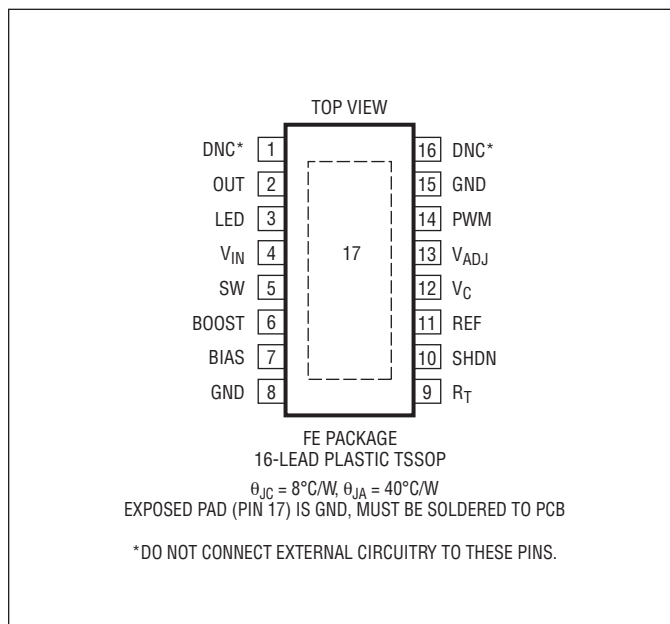 TOP VIEW
DNC* 1 16 DNC*
OUT 2 15 GND
LED 3 14 PWM
VIN 4 17 13 VADJ
SW 5 12 VC
BOOST 6 11 REF
BIAS 7 10 SHDN
GND 8 9 RT
FE PACKAGE
16-LEAD PLASTIC TSSOP
θJC = 8°C/W, θJA = 40°C/W
EXPOSED PAD (PIN 17) IS GND, MUST BE SOLDERED TO PCB
*DO NOT CONNECT EXTERNAL CIRCUITRY TO THESE PINS.